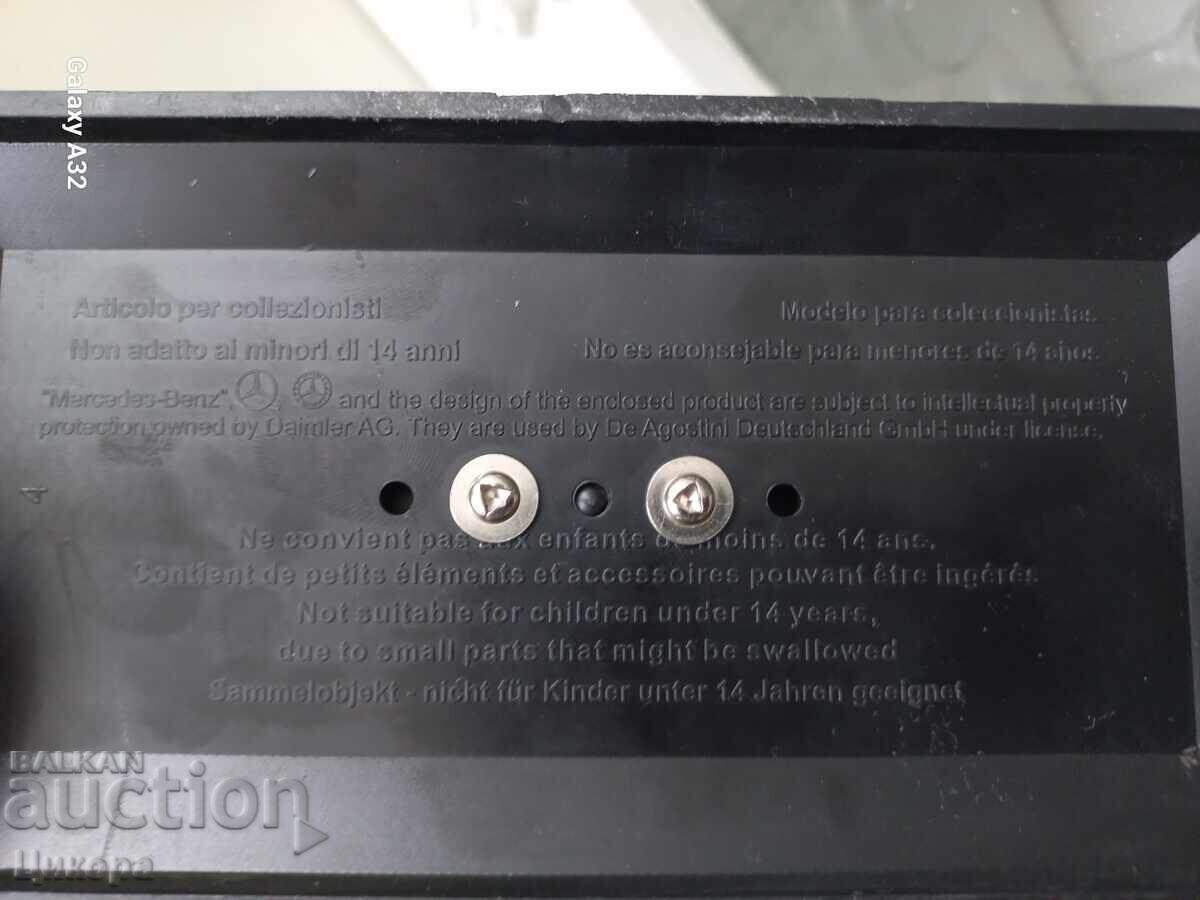 Galaxy A32
Articolo per collezionisti
Non adatto ai minori di 14 anni
Modelo para coleccionistas
No es aconsejable para menores de 14 años
"Mercedes-Benz", and the design of the enclosed product are subject to intellectual property
protection owned by Daimler AG. They are used by De Agostini Deutschland GmbH under license.
4
Ne convient pas aux enfants de moins de 14 ans.
Contient de petits éléments et accessoires pouvant être ingérés
Not suitable for children under 14 years,
due to small parts that might be swallowed
Sammelobjekt - nicht für Kinder unter 14 Jahren geeignet
BALKAN
auction
Цикера